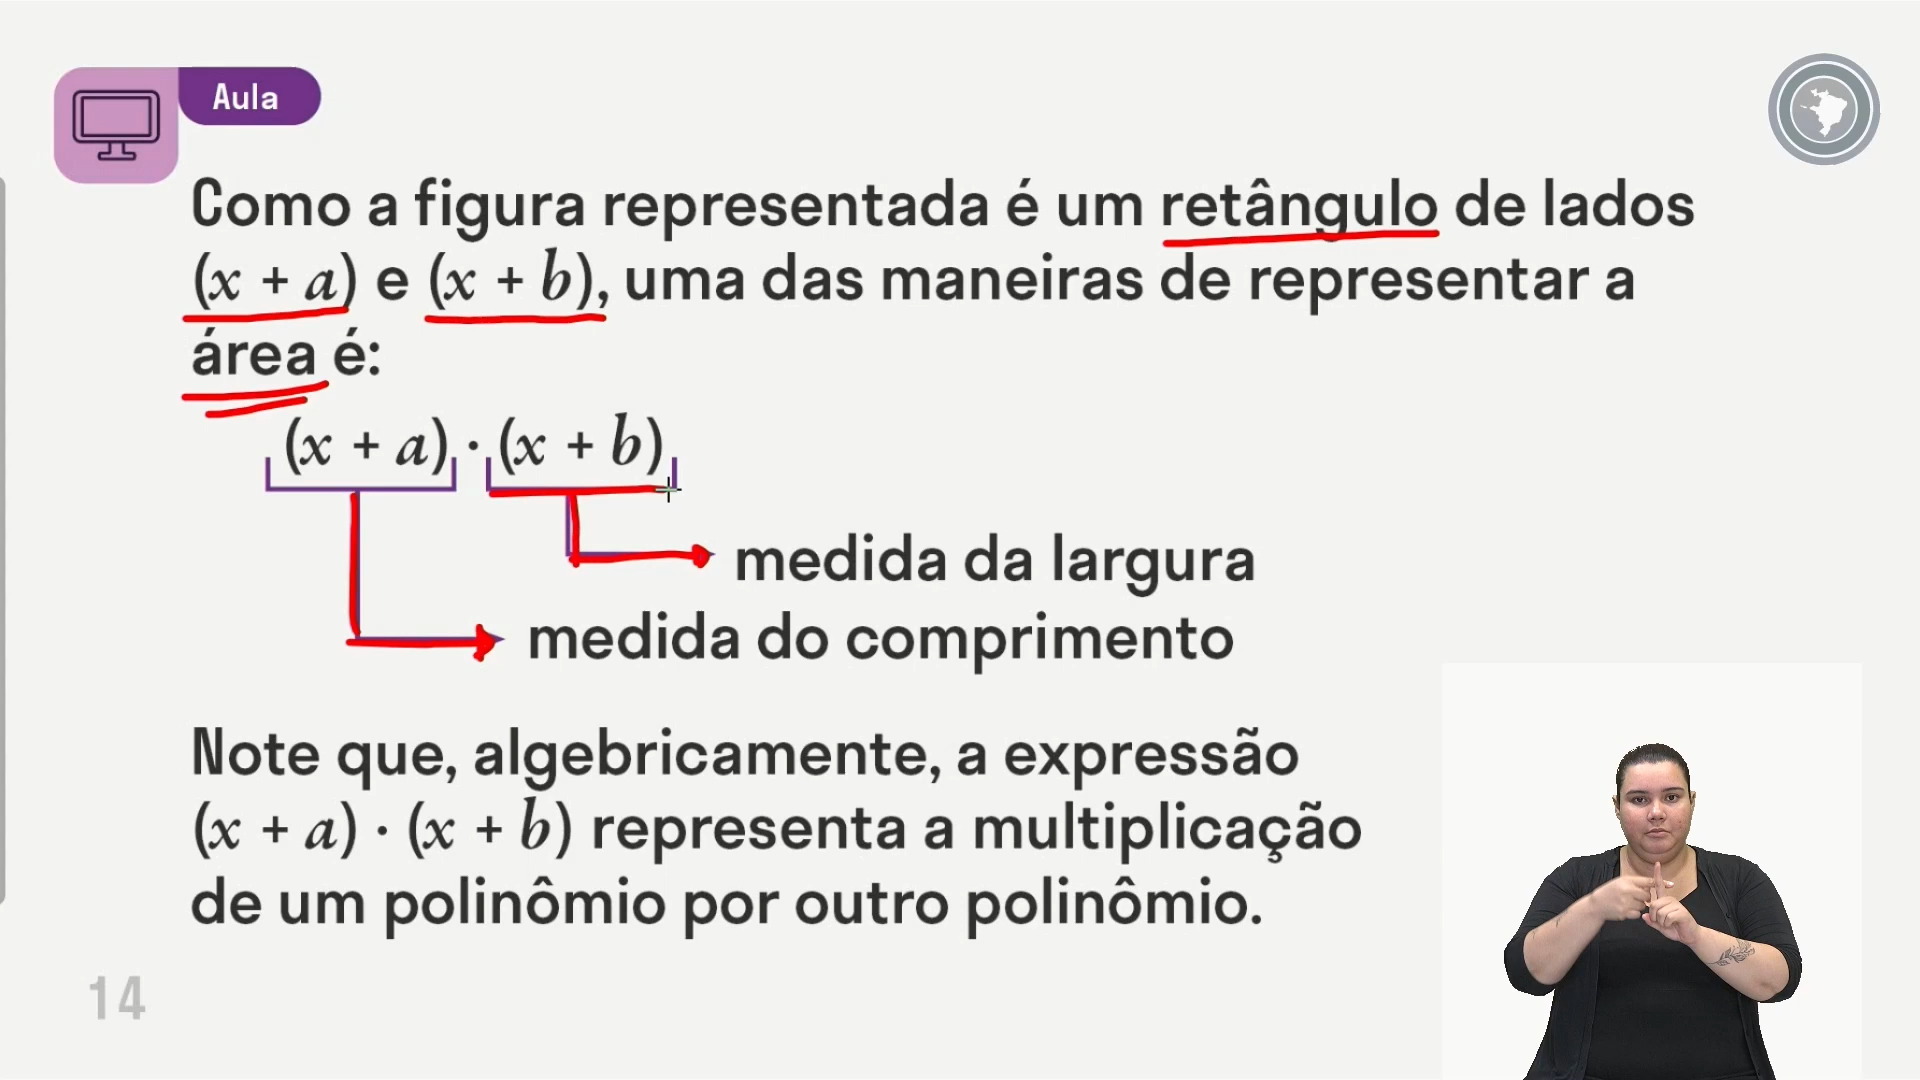 Aula
Como a figura representada é um retângulo de lados
(x + a) e (x + b), uma das maneiras de representar a
área é:
(x + a) · (x + b)
medida da largura
medida do comprimento
Note que, algebricamente, a expressão
(x + a) · (x + b) representa a multiplicação
de um polinômio por outro polinômio.
14